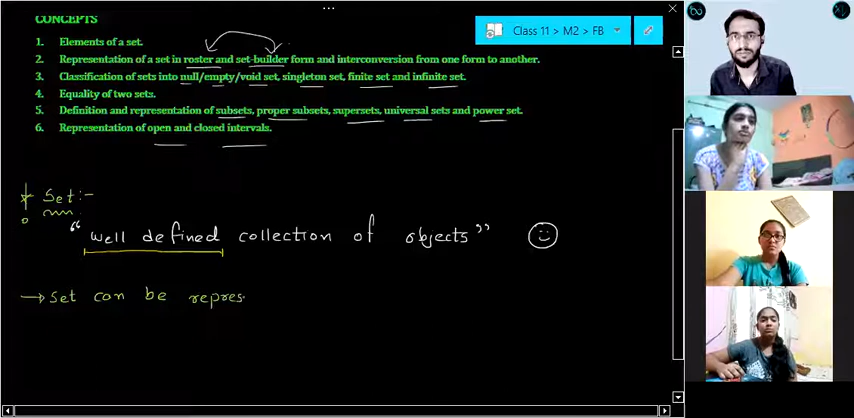 CONCEPTS
Class 11 > M2 > FB
1. Elements of a set.
2. Representation of a set in roster and set-builder form and interconversion from one form to another.
3. Classification of sets into null/empty/void set, singleton set, finite set and infinite set.
4. Equality of two sets.
5. Definition and representation of subsets, proper subsets, supersets, universal sets and power set.
6. Representation of open and closed intervals.
* Set:-
"well defined collection of objects"
→ Set can be repres